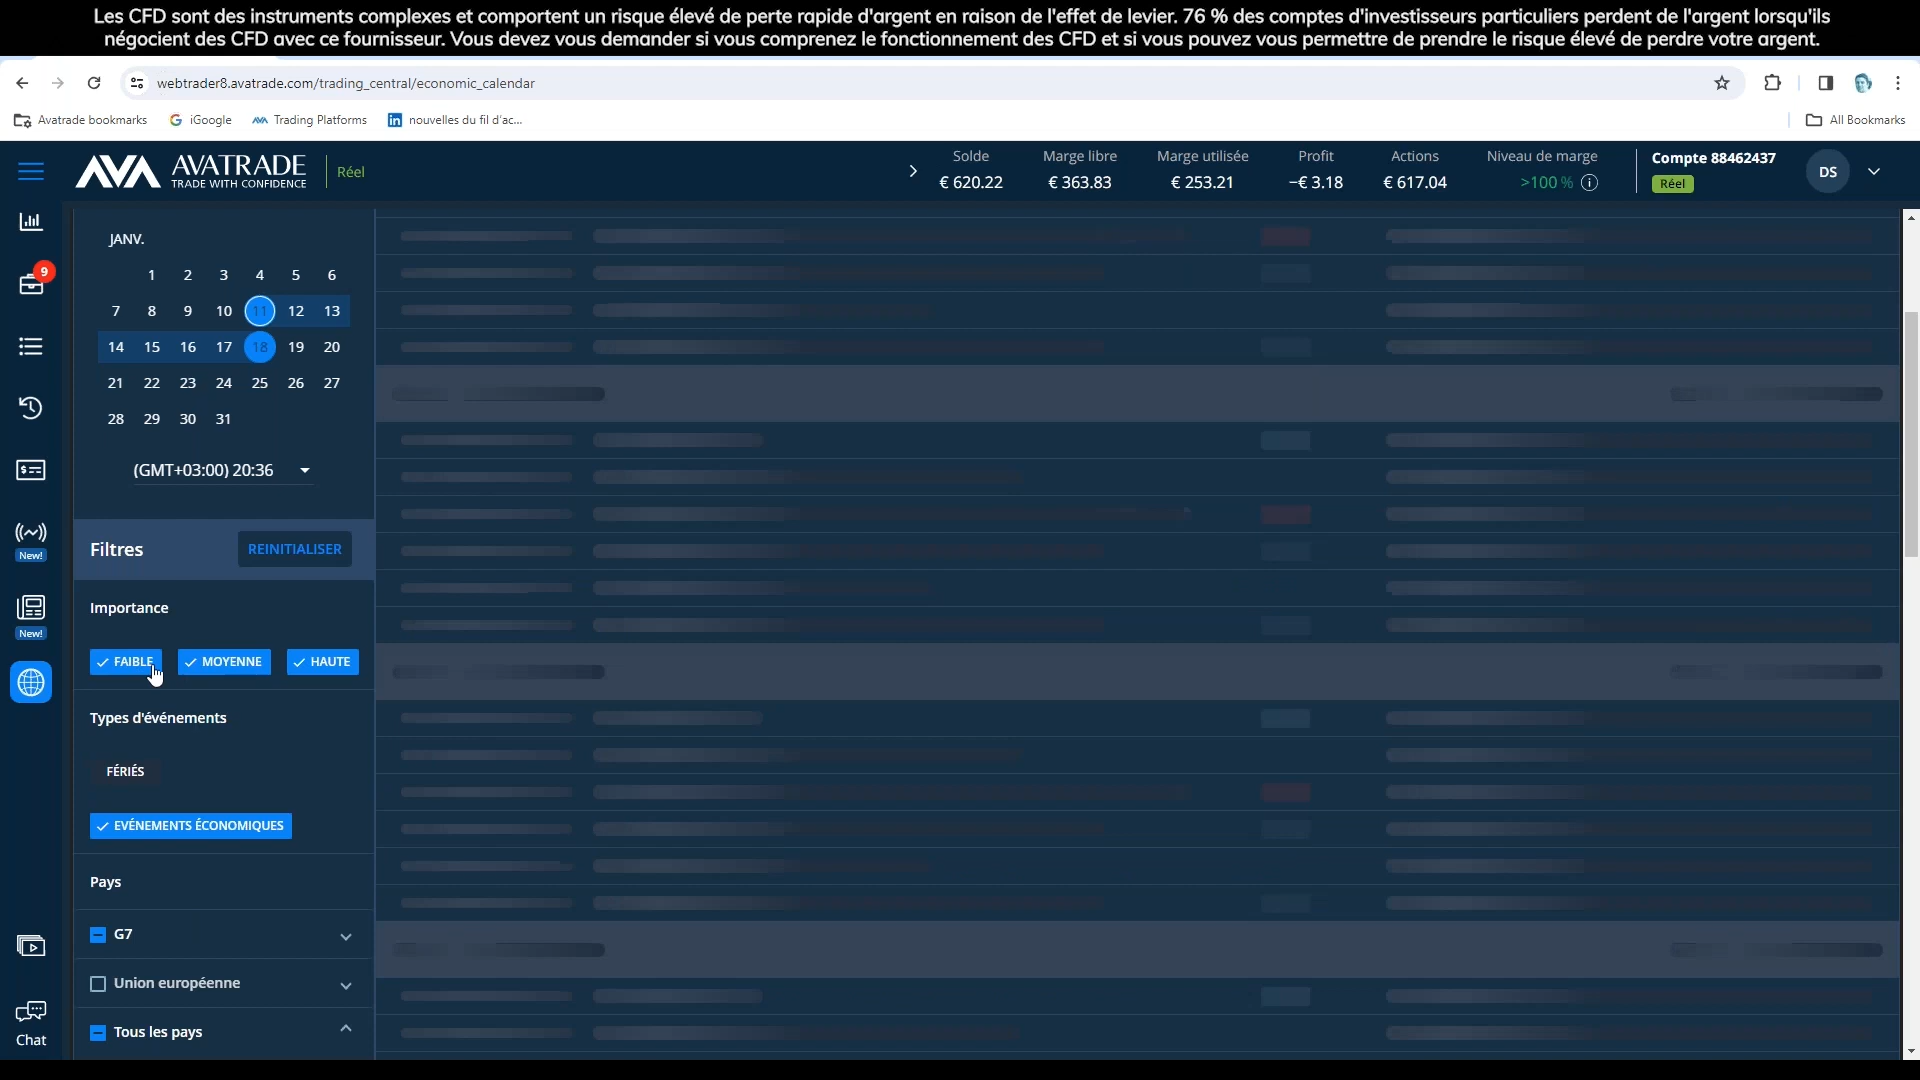 Les CFD sont des instruments complexes et comportent un risque élevé de perte rapide d'argent en raison de l'effet de levier. 76 % des comptes d'investisseurs particuliers perdent de l'argent lorsqu'ils
négocient des CFD avec ce fournisseur. Vous devez vous demander si vous comprenez le fonctionnement des CFD et si vous pouvez vous permettre de prendre le risque élevé de perdre votre argent.
webtrader8.avatrade.com/trading_central/economic_calendar
Avatrade bookmarks iGoogle Trading Platforms nouvelles du fil d'ac... All Bookmarks
AVATRADE
TRADE WITH CONFIDENCE
Réel
Solde Marge libre Marge utilisée Profit Actions Niveau de marge
€ 620.22 € 363.83 € 253.21 −€ 3.18 € 617.04 >100 %
Compte 88462437
Réel
DS
9
New!
New!
Chat
JANV.
1 2 3 4 5 6
7 8 9 10 11 12 13
14 15 16 17 18 19 20
21 22 23 24 25 26 27
28 29 30 31
(GMT+03:00) 20:36
Filtres REINITIALISER
Importance
FAIBLE MOYENNE HAUTE
Types d'événements
FÉRIÉS
EVÉNEMENTS ÉCONOMIQUES
Pays
G7
Union européenne
Tous les pays